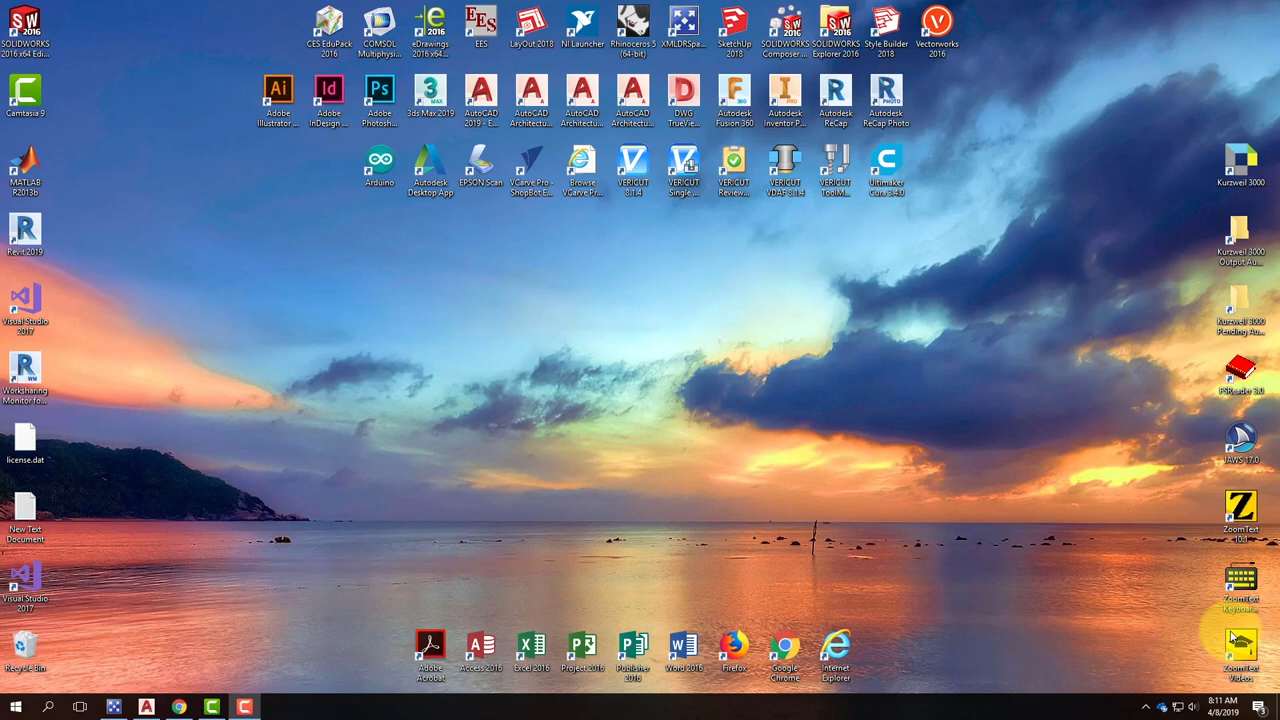 SOLIDWORKS
2016 x64 Edi...
CES EduPack
2016
COMSOL
Multiphysi...
eDrawings
2016 x64...
EES
LayOut 2018
NI Launcher
Rhinoceros 5
(64-bit)
XMLDRSpa...
SketchUp
2018
SOLIDWORKS
Composer ...
SOLIDWORKS
Explorer 2016
Style Builder
2018
Vectorworks
2016
Camtasia 9
Adobe
Illustrator ...
Adobe
InDesign ...
Adobe
Photosh...
3ds Max 2019
AutoCAD
2019 - E...
AutoCAD
Architectu...
AutoCAD
Architectu...
AutoCAD
Architectu...
DWG
TrueVie...
Autodesk
Fusion 360
Autodesk
Inventor P...
Autodesk
ReCap
Autodesk
ReCap Photo
MATLAB
R2013b
Arduino
Autodesk
Desktop App
EPSON Scan
VCarve Pro -
ShopBot E...
Browse
VCarve Pr...
VERICUT
8.1.4
VERICUT
Single ...
VERICUT
Review...
VERICUT
VDAF 8.1.4
VERICUT
ToolM...
Ultimaker
Cura 3.4.0
Kurzweil 3000
Revit 2019
Kurzweil 3000
Output Au...
Visual Studio
2017
Kurzweil 3000
Pending Au...
Worksharing
Monitor fo...
FSReader 3.0
license.dat
JAWS 17.0
New Text
Document
ZoomText
10.1
Visual Studio
2017
ZoomText
Keyboar...
Recycle Bin
Adobe
Acrobat
Access 2016
Excel 2016
Project 2016
Publisher
2016
Word 2016
Firefox
Google
Chrome
Internet
Explorer
ZoomText
Videos
8:11 AM
4/8/2019